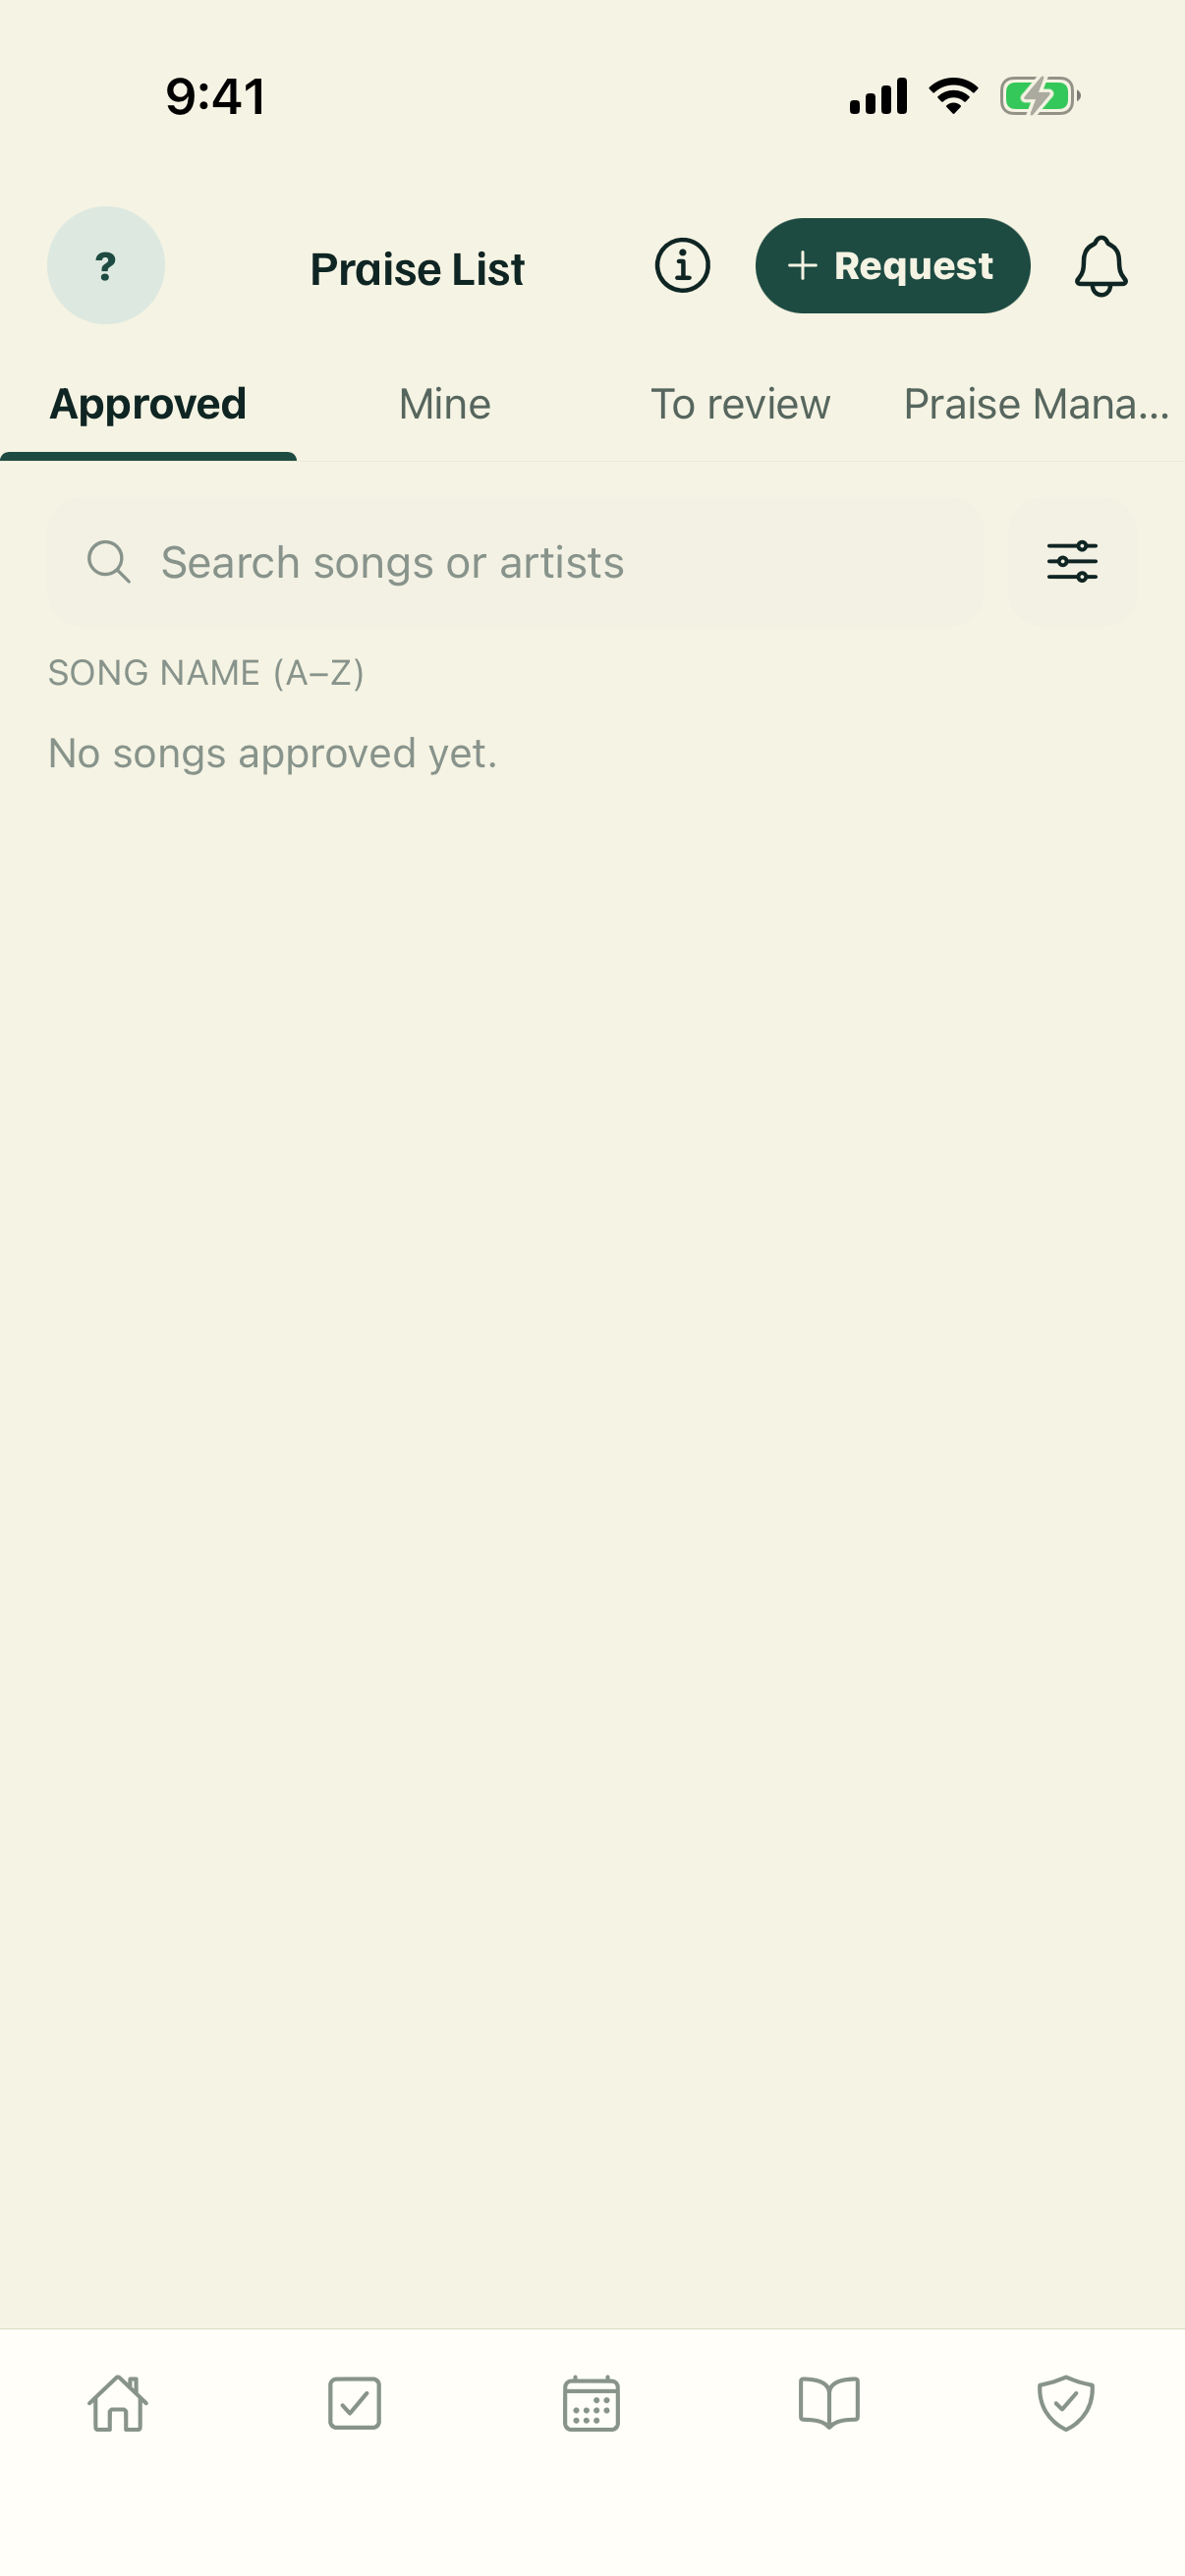 9:41
?
Praise List
+ Request
Approved
Mine
To review
Praise Mana...
Search songs or artists
SONG NAME (A–Z)
No songs approved yet.